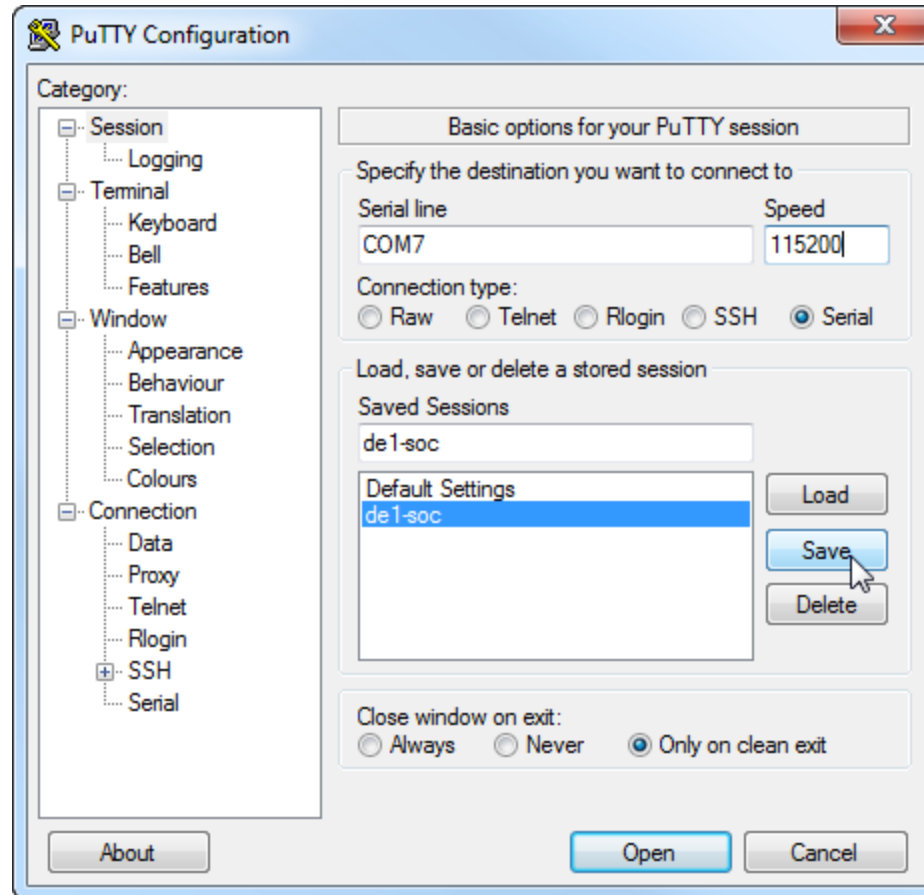 PuTTY Configuration
Category:
Session
Logging
Terminal
Keyboard
Bell
Features
Window
Appearance
Behaviour
Translation
Selection
Colours
Connection
Data
Proxy
Telnet
Rlogin
SSH
Serial
Basic options for your PuTTY session
Specify the destination you want to connect to
Serial line Speed
COM7 115200
Connection type:
Raw Telnet Rlogin SSH Serial
Load, save or delete a stored session
Saved Sessions
de1-soc
Default Settings
de1-soc
Load
Save
Delete
Close window on exit:
Always Never Only on clean exit
About Open Cancel